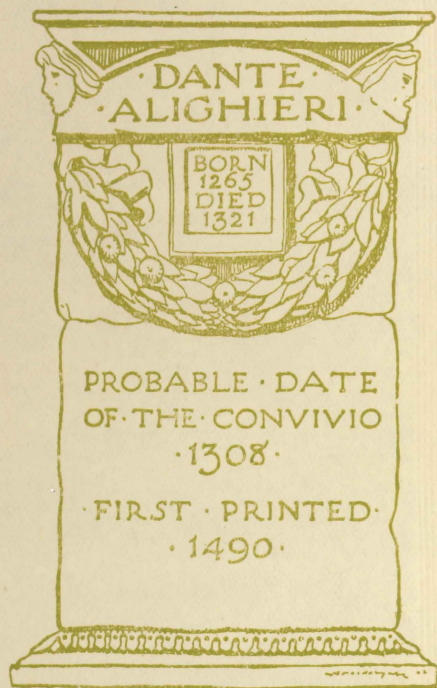 ·DANTE·
·ALIGHIERI·
BORN
1265
DIED
1321
PROBABLE · DATE
OF · THE · CONVIVIO
·1308·
·FIRST · PRINTED·
·1490·